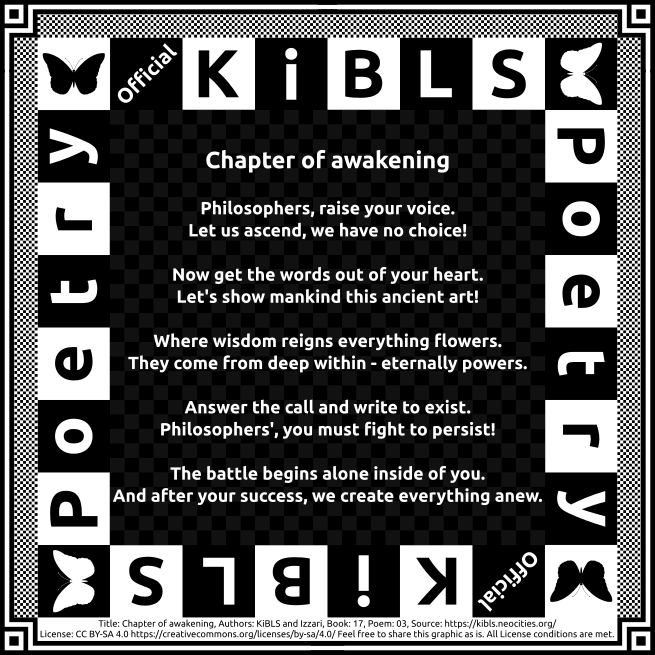 Official KiBLS
Poetry
Poetry
Chapter of awakening
Philosophers, raise your voice.
Let us ascend, we have no choice!
Now get the words out of your heart.
Let's show mankind this ancient art!
Where wisdom reigns everything flowers.
They come from deep within - eternally powers.
Answer the call and write to exist.
Philosophers', you must fight to persist!
The battle begins alone inside of you.
And after your success, we create everything anew.
Official KiBLS
Title: Chapter of awakening, Authors: KiBLS and Izzari, Book: 17, Poem: 03, Source: https://kibls.neocities.org/
License: CC BY-SA 4.0 https://creativecommons.org/licenses/by-sa/4.0/ Feel free to share this graphic as is. All License conditions are met.